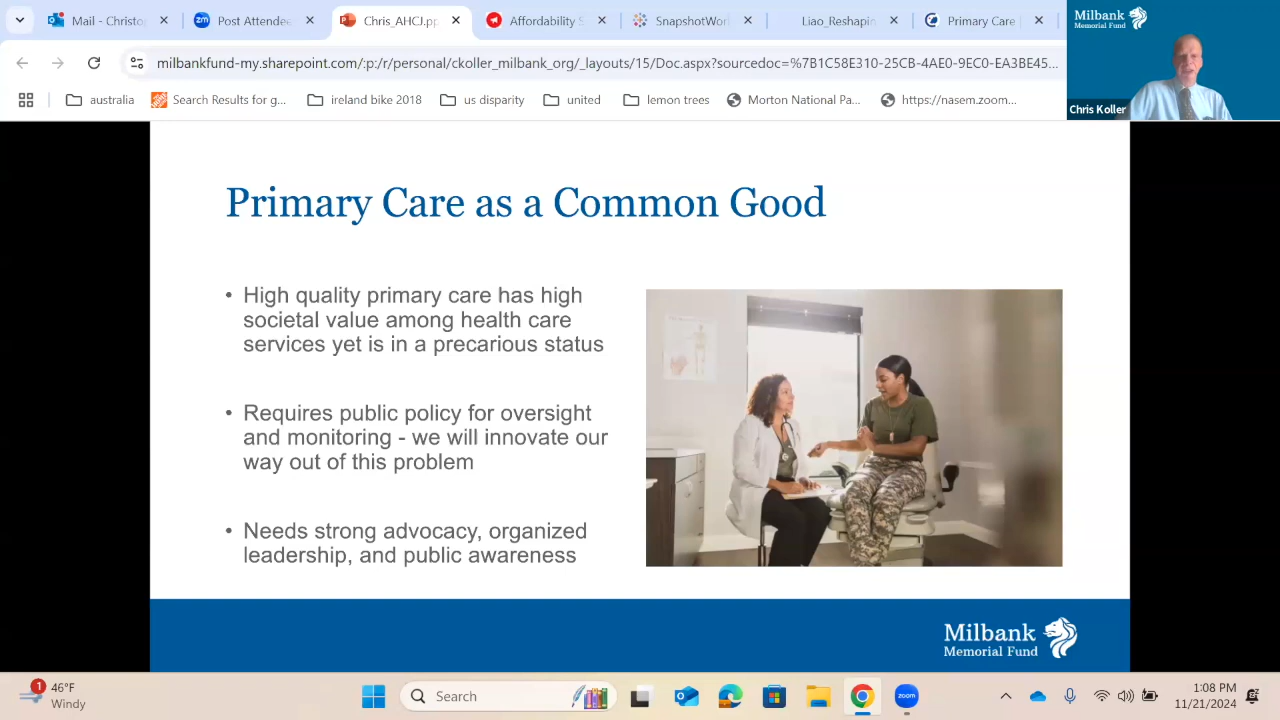 Mail - Christo
Post Attendee
Chris_AHCJ.pp
Affordability S
SnapshotWorl
Liao_Reshapin
Primary Care
milbankfund-my.sharepoint.com/:p:/r/personal/ckoller_milbank_org/_layouts/15/Doc.aspx?sourcedoc=%7B1C58E310-25CB-4AE0-9EC0-EA3BE45...
australia
Search Results for g...
ireland bike 2018
us disparity
united
lemon trees
Morton National Pa...
https://nasem.zoom...
Milbank
Memorial Fund
Chris Koller
Primary Care as a Common Good
• High quality primary care has high
societal value among health care
services yet is in a precarious status
• Requires public policy for oversight
and monitoring - we will innovate our
way out of this problem
• Needs strong advocacy, organized
leadership, and public awareness
Milbank
Memorial Fund
1
46°F
Windy
Search
zoom
1:08 PM
11/21/2024